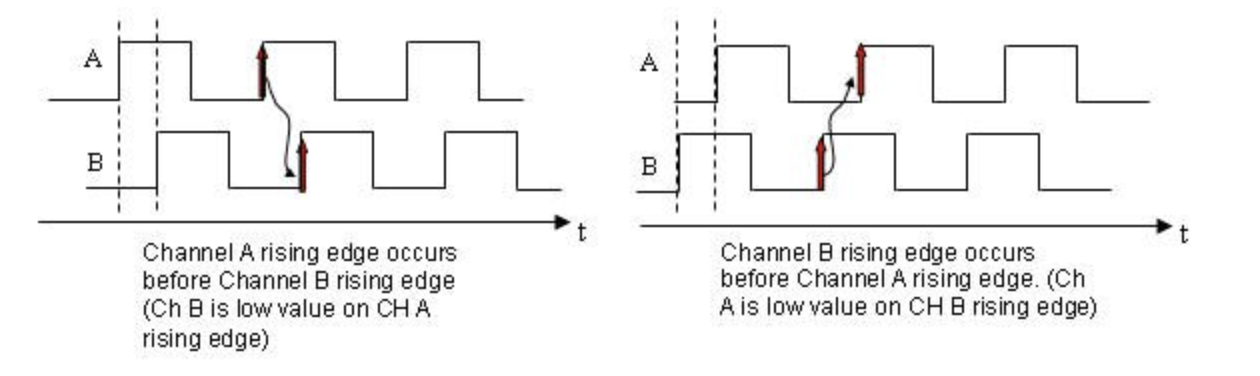 A
B
t
Channel A rising edge occurs
before Channel B rising edge
(Ch B is low value on CH A
rising edge)
A
B
t
Channel B rising edge occurs
before Channel A rising edge. (Ch
A is low value on CH B rising edge)